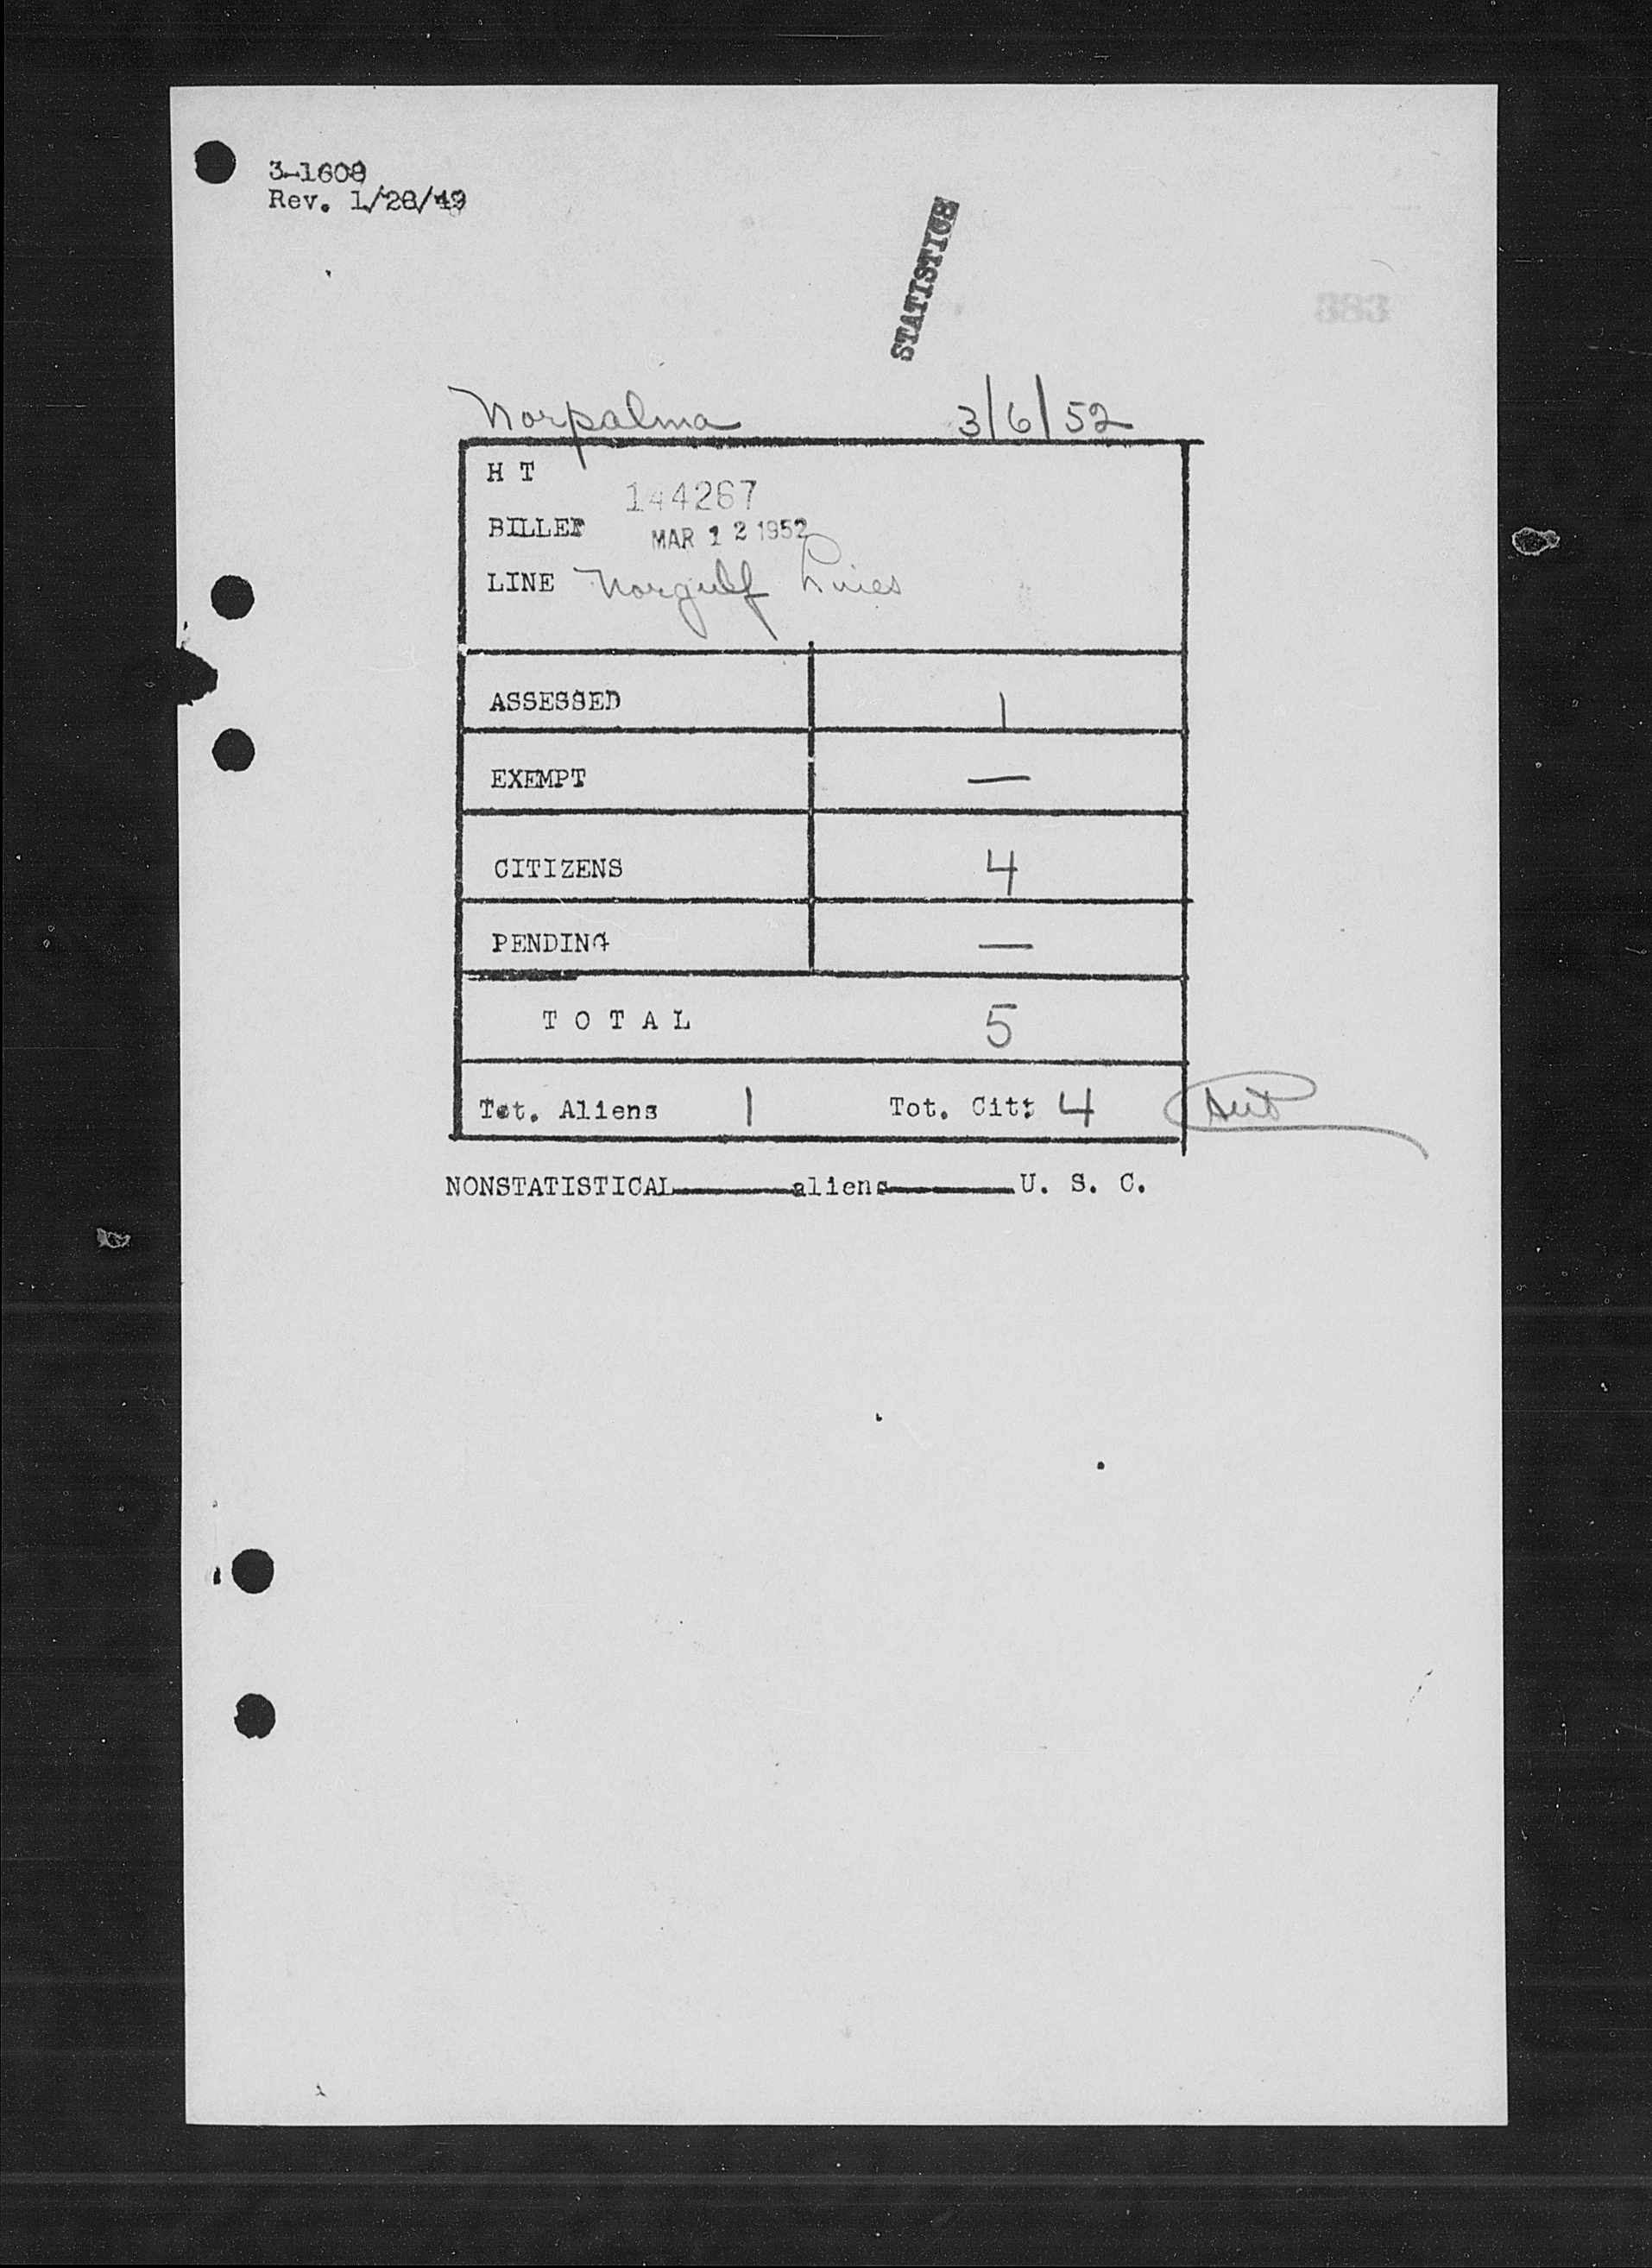 3-1608
Rev. 1/28/49
STATISTICS
383
Norpalma 3/6/52
H T
144267
BILLED MAR 12 1952
LINE Norgulf Lines
ASSESSED 1
EXEMPT —
CITIZENS 4
PENDING —
T O T A L 5
Tot. Aliens 1 Tot. Cit: 4
NONSTATISTICAL aliens U. S. C.